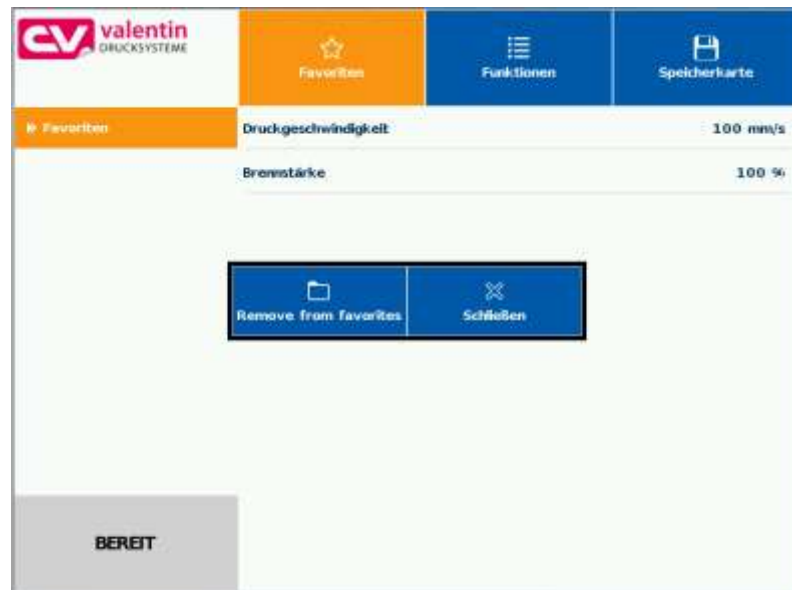 valentin
DRUCKSYSTEME
Favoriten
Funktionen
Speicherkarte
Favoriten
Druckgeschwindigkeit 100 mm/s
Brennstärke 100 %
Remove from favorites
Schließen
BEREIT